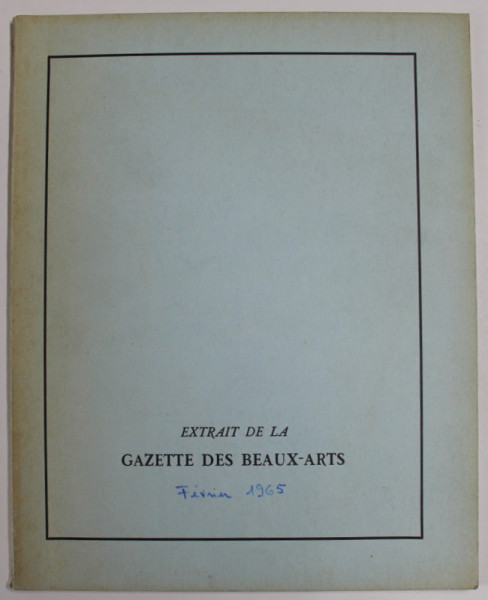 EXTRAIT DE LA
GAZETTE DES BEAUX-ARTS
Février 1965